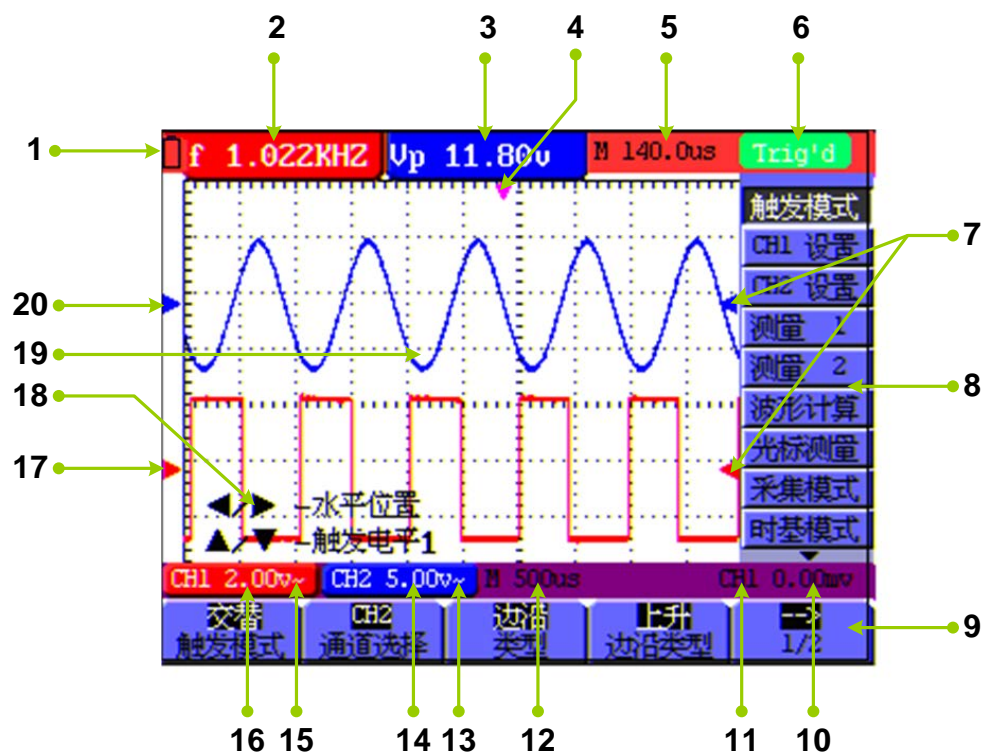 2 3 4 5 6
1
f 1.022KHZ Vp 11.80v M 140.0us Trig'd
触发模式
7
CH1 设置
CH2 设置
20
测量 1
19
测量 2
8
18
波形计算
17
光标测量
采集模式
◀/▶ -水平位置
时基模式
▲/▼ -触发电平1
CH1 2.00v~ CH2 5.00v~ M 500us CH1 0.00mv
交替 CH2 边沿 上升 -->
触发模式 通道选择 类型 边沿类型 1/2
9
16 15 14 13 12 11 10